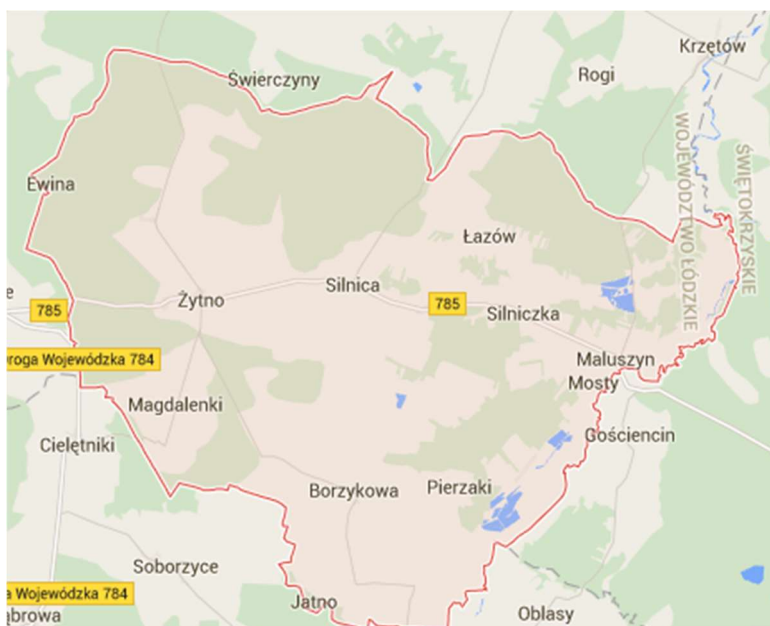 Krzętów
Rogi
Świerczyny
WOJEWÓDZTWO ŁÓDZKIE
ŚWIĘTOKRZYSKIE
Ewina
Łazów
Silnica
e
Żytno
785
785
Silniczka
roga Wojewódzka 784
Maluszyn
Mosty
Magdalenki
Gościencin
Cielętniki
Borzykowa
Pierzaki
Soborzyce
a Wojewódzka 784
Jatno
ąbrowa
Oblasy